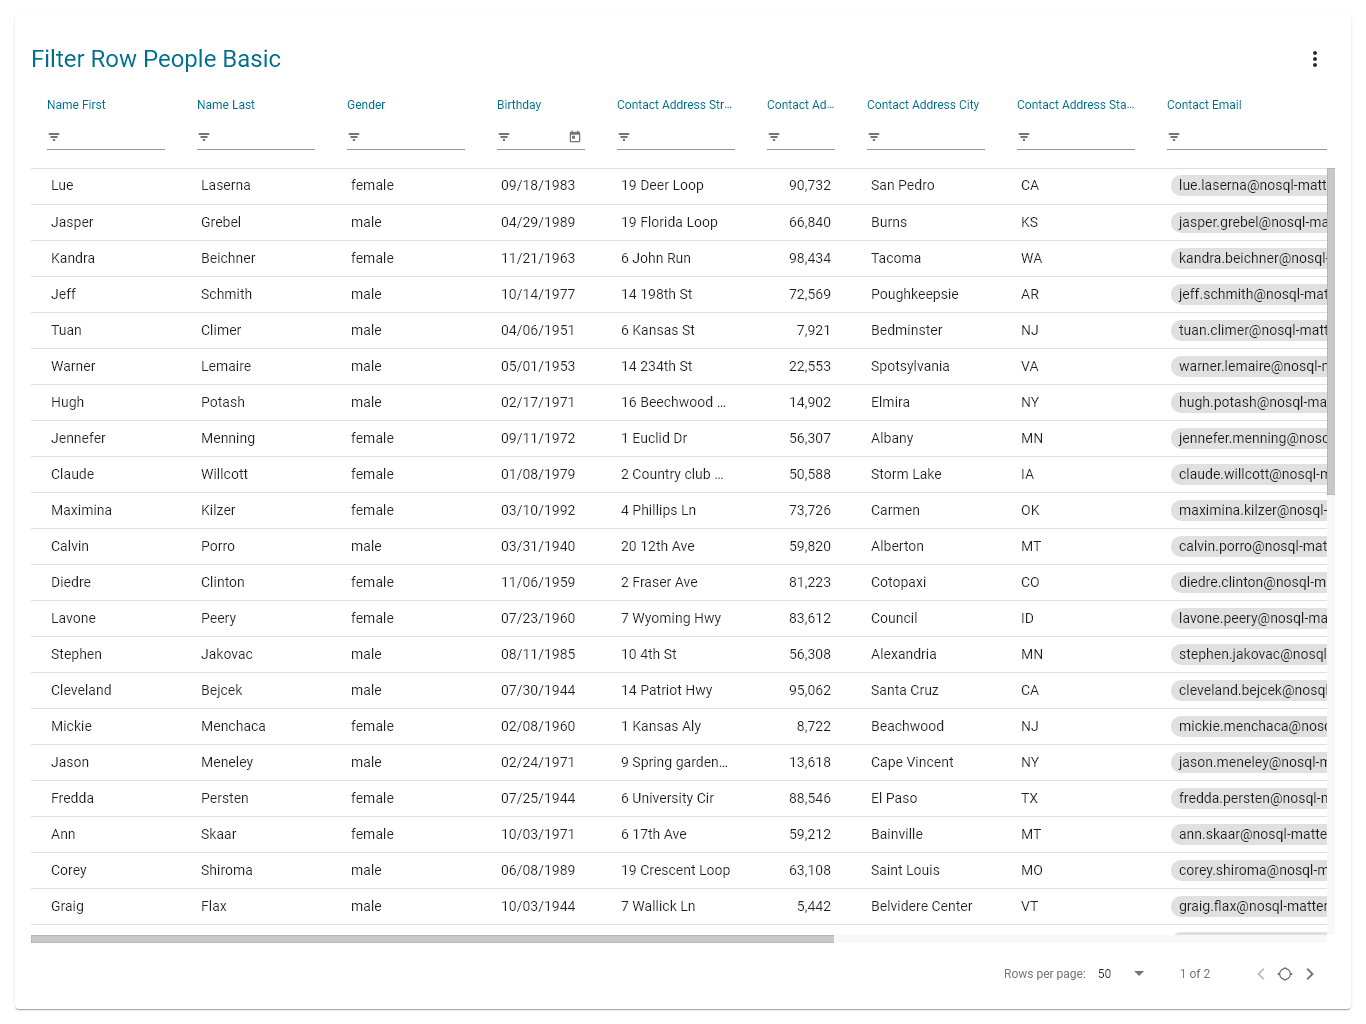 Filter Row People Basic
Name First Name Last Gender Birthday Contact Address Str... Contact Ad... Contact Address City Contact Address Sta... Contact Email
Lue Laserna female 09/18/1983 19 Deer Loop 90,732 San Pedro CA lue.laserna@nosql-matt
Jasper Grebel male 04/29/1989 19 Florida Loop 66,840 Burns KS jasper.grebel@nosql-ma
Kandra Beichner female 11/21/1963 6 John Run 98,434 Tacoma WA kandra.beichner@nosql-
Jeff Schmith male 10/14/1977 14 198th St 72,569 Poughkeepsie AR jeff.schmith@nosql-mat
Tuan Climer male 04/06/1951 6 Kansas St 7,921 Bedminster NJ tuan.climer@nosql-matt
Warner Lemaire male 05/01/1953 14 234th St 22,553 Spotsylvania VA warner.lemaire@nosql-m
Hugh Potash male 02/17/1971 16 Beechwood ... 14,902 Elmira NY hugh.potash@nosql-ma
Jennefer Menning female 09/11/1972 1 Euclid Dr 56,307 Albany MN jennefer.menning@nosq
Claude Willcott female 01/08/1979 2 Country club ... 50,588 Storm Lake IA claude.willcott@nosql-m
Maximina Kilzer female 03/10/1992 4 Phillips Ln 73,726 Carmen OK maximina.kilzer@nosql-
Calvin Porro male 03/31/1940 20 12th Ave 59,820 Alberton MT calvin.porro@nosql-mat
Diedre Clinton female 11/06/1959 2 Fraser Ave 81,223 Cotopaxi CO diedre.clinton@nosql-m
Lavone Peery female 07/23/1960 7 Wyoming Hwy 83,612 Council ID lavone.peery@nosql-ma
Stephen Jakovac male 08/11/1985 10 4th St 56,308 Alexandria MN stephen.jakovac@nosql
Cleveland Bejcek male 07/30/1944 14 Patriot Hwy 95,062 Santa Cruz CA cleveland.bejcek@nosql
Mickie Menchaca female 02/08/1960 1 Kansas Aly 8,722 Beachwood NJ mickie.menchaca@nosq
Jason Meneley male 02/24/1971 9 Spring garden... 13,618 Cape Vincent NY jason.meneley@nosql-m
Fredda Persten female 07/25/1944 6 University Cir 88,546 El Paso TX fredda.persten@nosql-m
Ann Skaar female 10/03/1971 6 17th Ave 59,212 Bainville MT ann.skaar@nosql-matte
Corey Shiroma male 06/08/1989 19 Crescent Loop 63,108 Saint Louis MO corey.shiroma@nosql-m
Graig Flax male 10/03/1944 7 Wallick Ln 5,442 Belvidere Center VT graig.flax@nosql-matter
Rows per page: 50 1 of 2